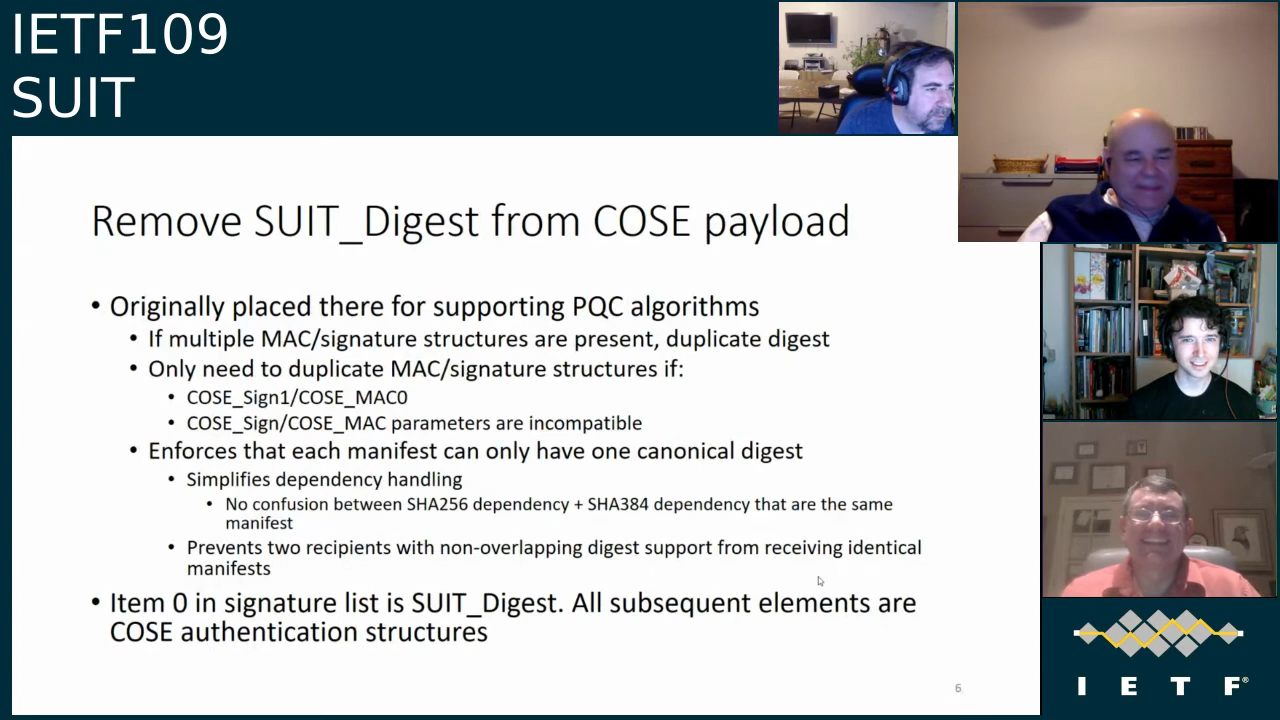 IETF109
SUIT
Remove SUIT_Digest from COSE payload
• Originally placed there for supporting PQC algorithms
• If multiple MAC/signature structures are present, duplicate digest
• Only need to duplicate MAC/signature structures if:
• COSE_Sign1/COSE_MAC0
• COSE_Sign/COSE_MAC parameters are incompatible
• Enforces that each manifest can only have one canonical digest
• Simplifies dependency handling
• No confusion between SHA256 dependency + SHA384 dependency that are the same
manifest
• Prevents two recipients with non-overlapping digest support from receiving identical
manifests
• Item 0 in signature list is SUIT_Digest. All subsequent elements are
COSE authentication structures
6
I E T F®